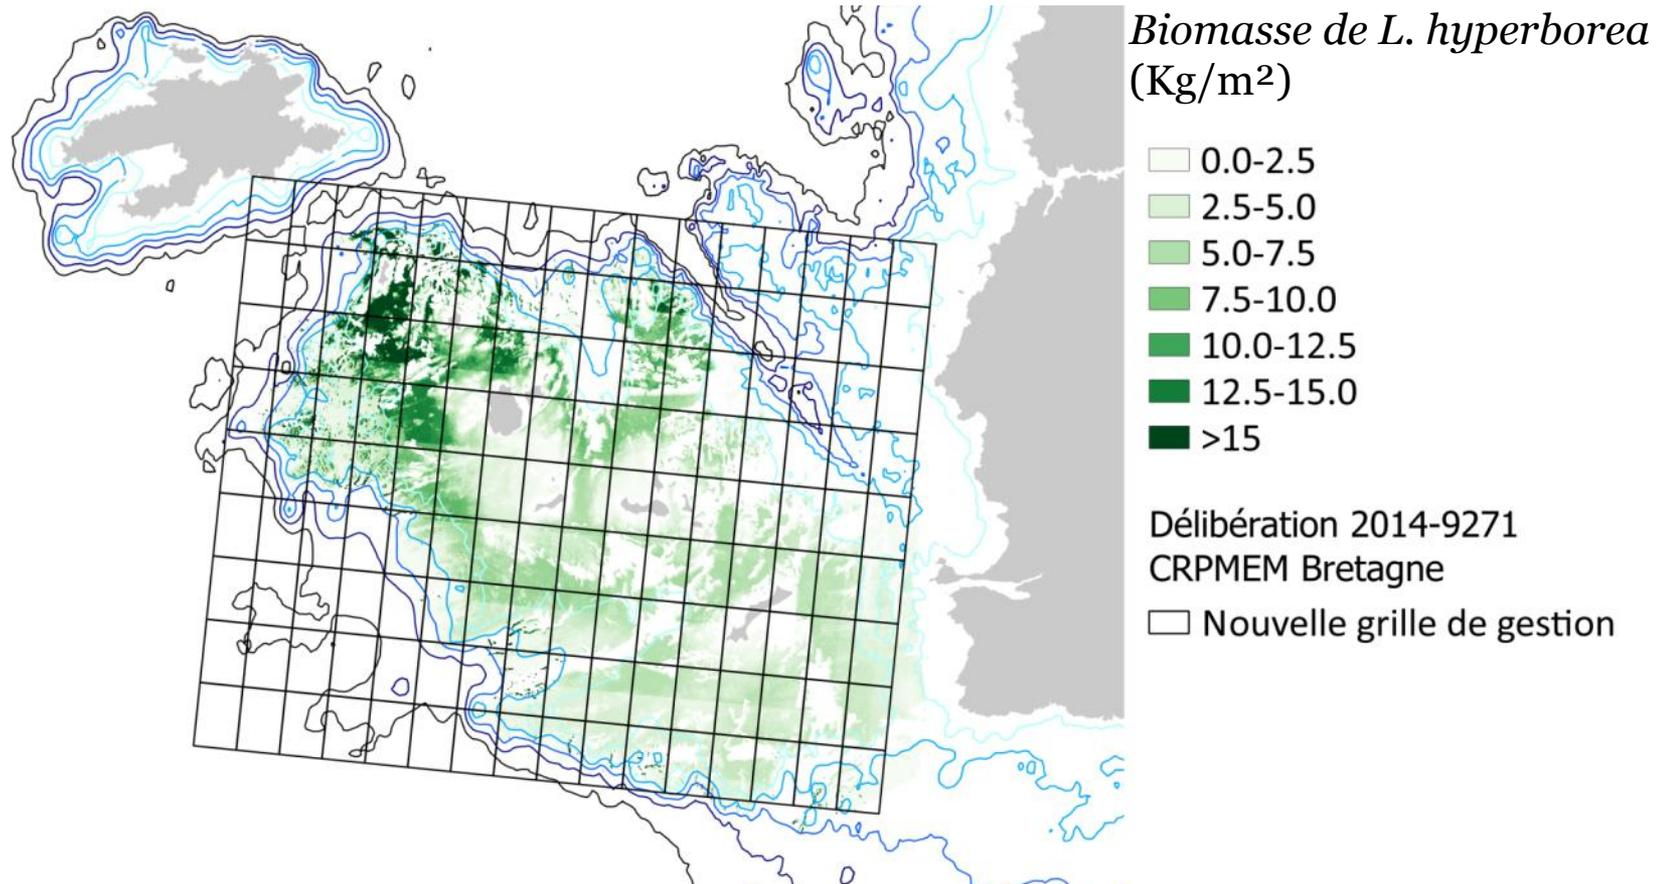 Biomasse de L. hyperborea
(Kg/m²)
0.0-2.5
2.5-5.0
5.0-7.5
7.5-10.0
10.0-12.5
12.5-15.0
>15
Délibération 2014-9271
CRPMEM Bretagne
Nouvelle grille de gestion